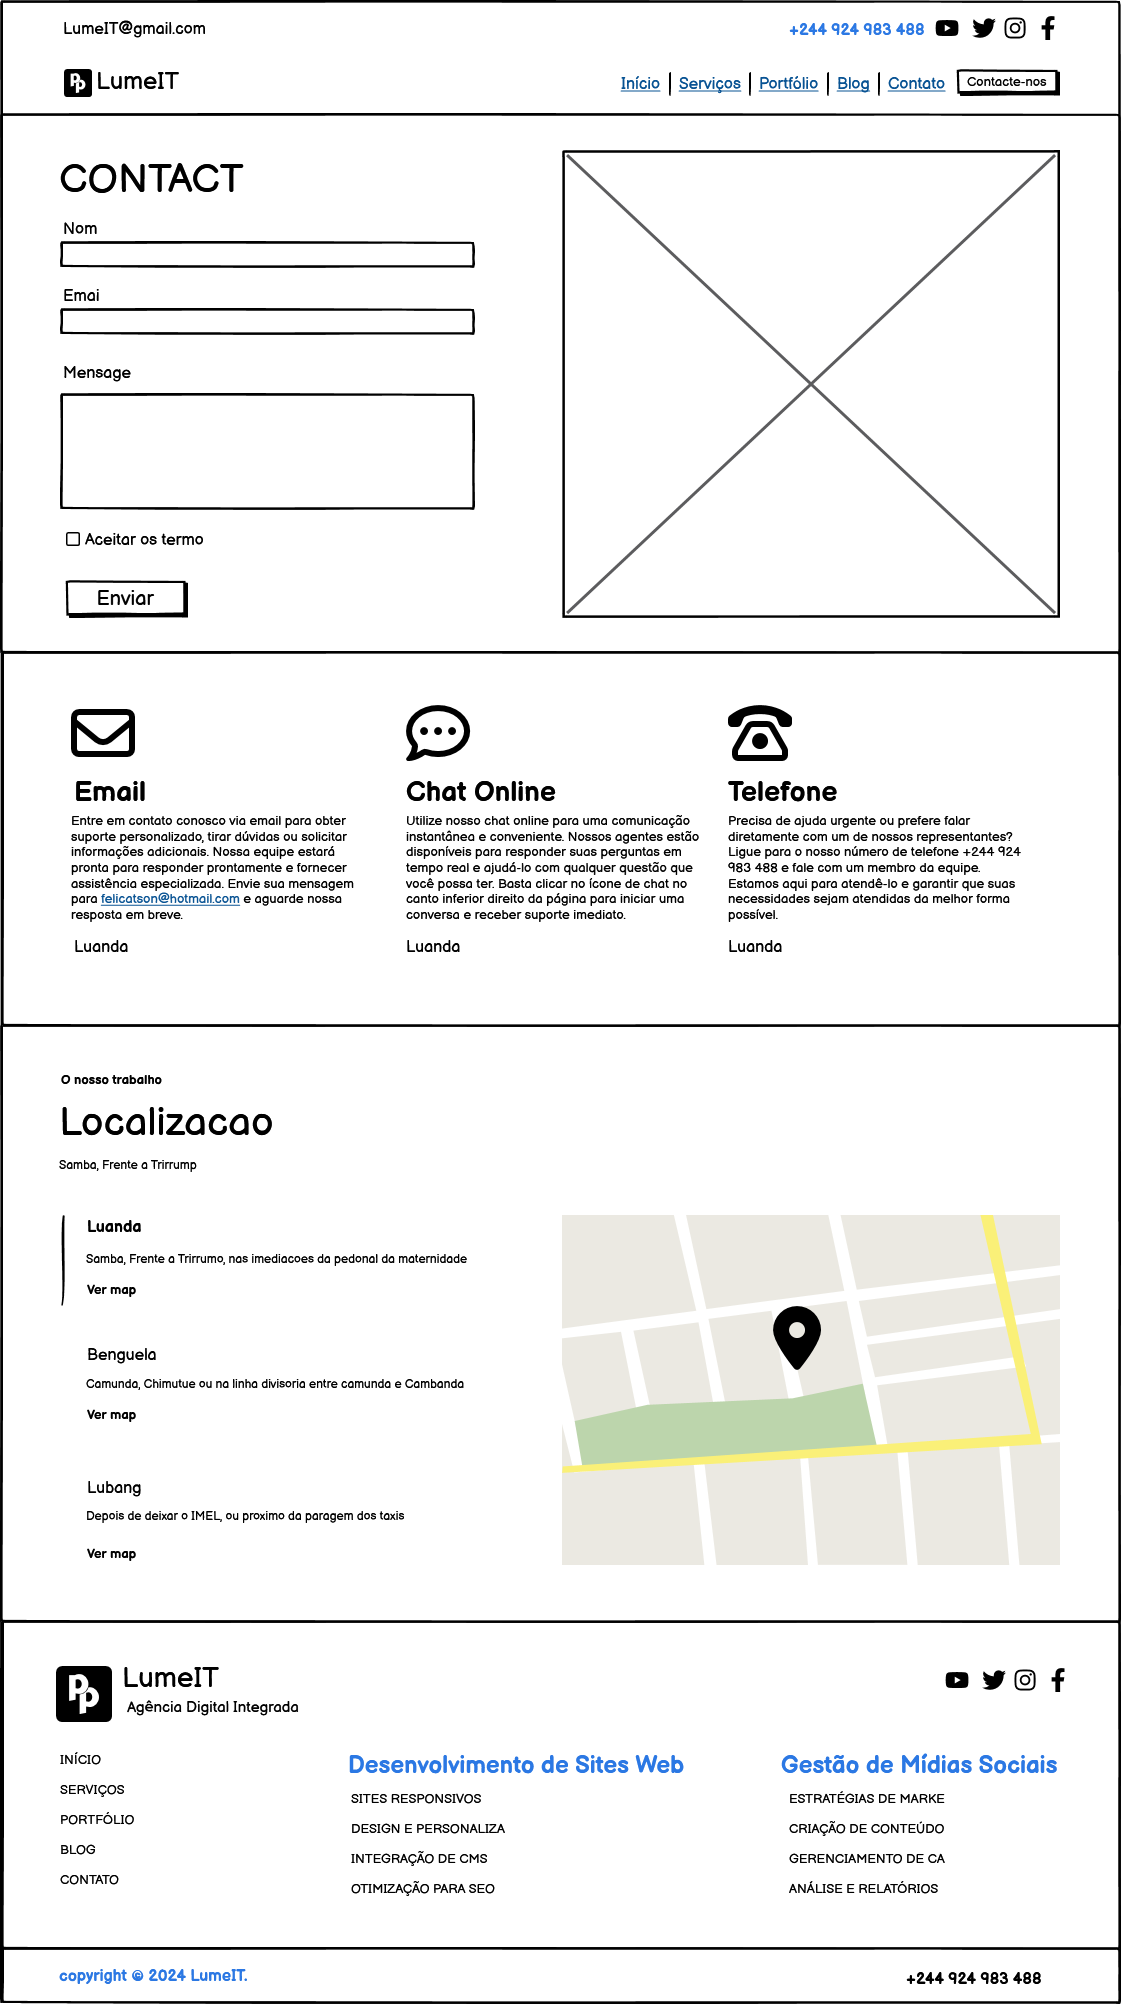 LumeIT@gmail.com
+244 924 983 488
Pp LumeIT
Início Serviços Portfólio Blog Contato Contacte-nos
CONTACT
Nom
Emai
Mensage
Aceitar os termo
Enviar
Email
Entre em contato conosco via email para obter
suporte personalizado, tirar dúvidas ou solicitar
informações adicionais. Nossa equipe estará
pronta para responder prontamente e fornecer
assistência especializada. Envie sua mensagem
para felicatson@hotmail.com e aguarde nossa
resposta em breve.
Luanda
Chat Online
Utilize nosso chat online para uma comunicação
instantânea e conveniente. Nossos agentes estão
disponíveis para responder suas perguntas em
tempo real e ajudá-lo com qualquer questão que
você possa ter. Basta clicar no ícone de chat no
canto inferior direito da página para iniciar uma
conversa e receber suporte imediato.
Luanda
Telefone
Precisa de ajuda urgente ou prefere falar
diretamente com um de nossos representantes?
Ligue para o nosso número de telefone +244 924
983 488 e fale com um membro da equipe.
Estamos aqui para atendê-lo e garantir que suas
necessidades sejam atendidas da melhor forma
possível.
Luanda
O nosso trabalho
Localizacao
Samba, Frente a Trirrump
Luanda
Samba, Frente a Trirrumo, nas imediacoes da pedonal da maternidade
Ver map
Benguela
Camunda, Chimutue ou na linha divisoria entre camunda e Cambanda
Ver map
Lubang
Depois de deixar o IMEL, ou proximo da paragem dos taxis
Ver map
Pp LumeIT
Agência Digital Integrada
INÍCIO
SERVIÇOS
PORTFÓLIO
BLOG
CONTATO
Desenvolvimento de Sites Web
SITES RESPONSIVOS
DESIGN E PERSONALIZA
INTEGRAÇÃO DE CMS
OTIMIZAÇÃO PARA SEO
Gestão de Mídias Sociais
ESTRATÉGIAS DE MARKE
CRIAÇÃO DE CONTEÚDO
GERENCIAMENTO DE CA
ANÁLISE E RELATÓRIOS
copyright © 2024 LumeIT.
+244 924 983 488